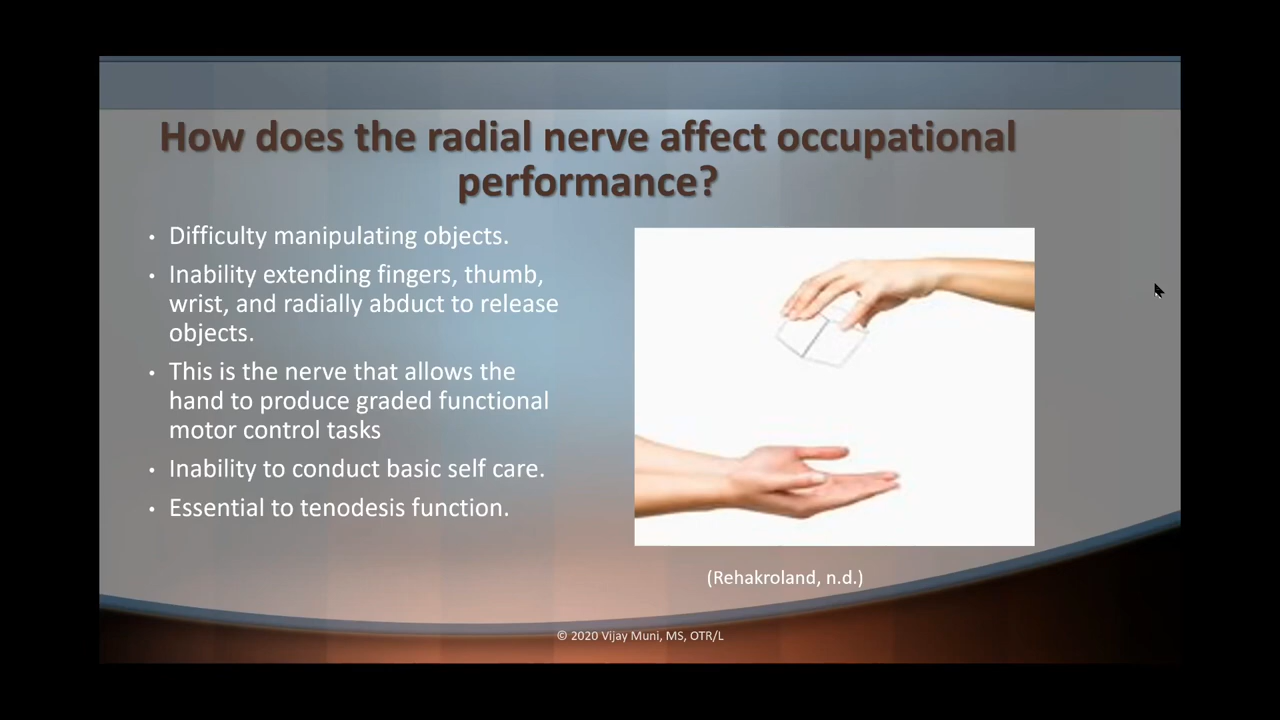 How does the radial nerve affect occupational
performance?
• Difficulty manipulating objects.
• Inability extending fingers, thumb,
wrist, and radially abduct to release
objects.
• This is the nerve that allows the
hand to produce graded functional
motor control tasks
• Inability to conduct basic self care.
• Essential to tenodesis function.
(Rehakroland, n.d.)
© 2020 Vijay Muni, MS, OTR/L